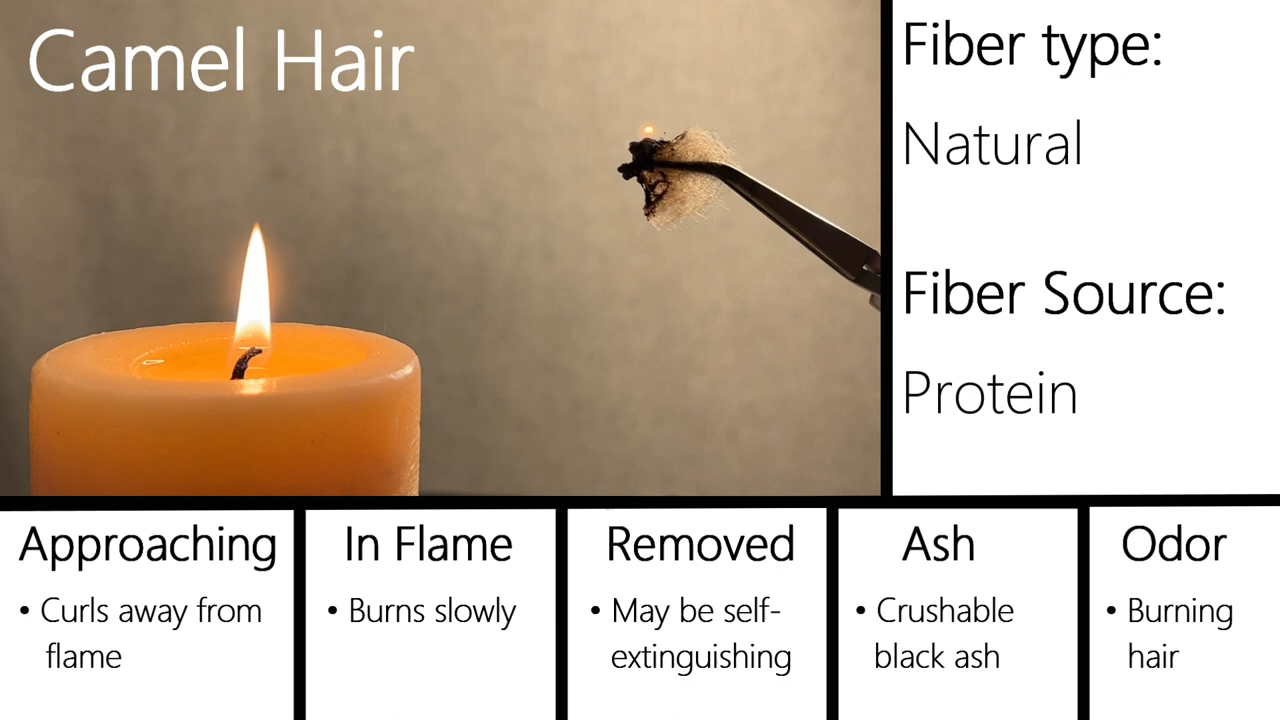 Camel Hair
Fiber type:
Natural
Fiber Source:
Protein
Approaching
• Curls away from
flame
In Flame
• Burns slowly
Removed
• May be self-
extinguishing
Ash
• Crushable
black ash
Odor
• Burning
hair